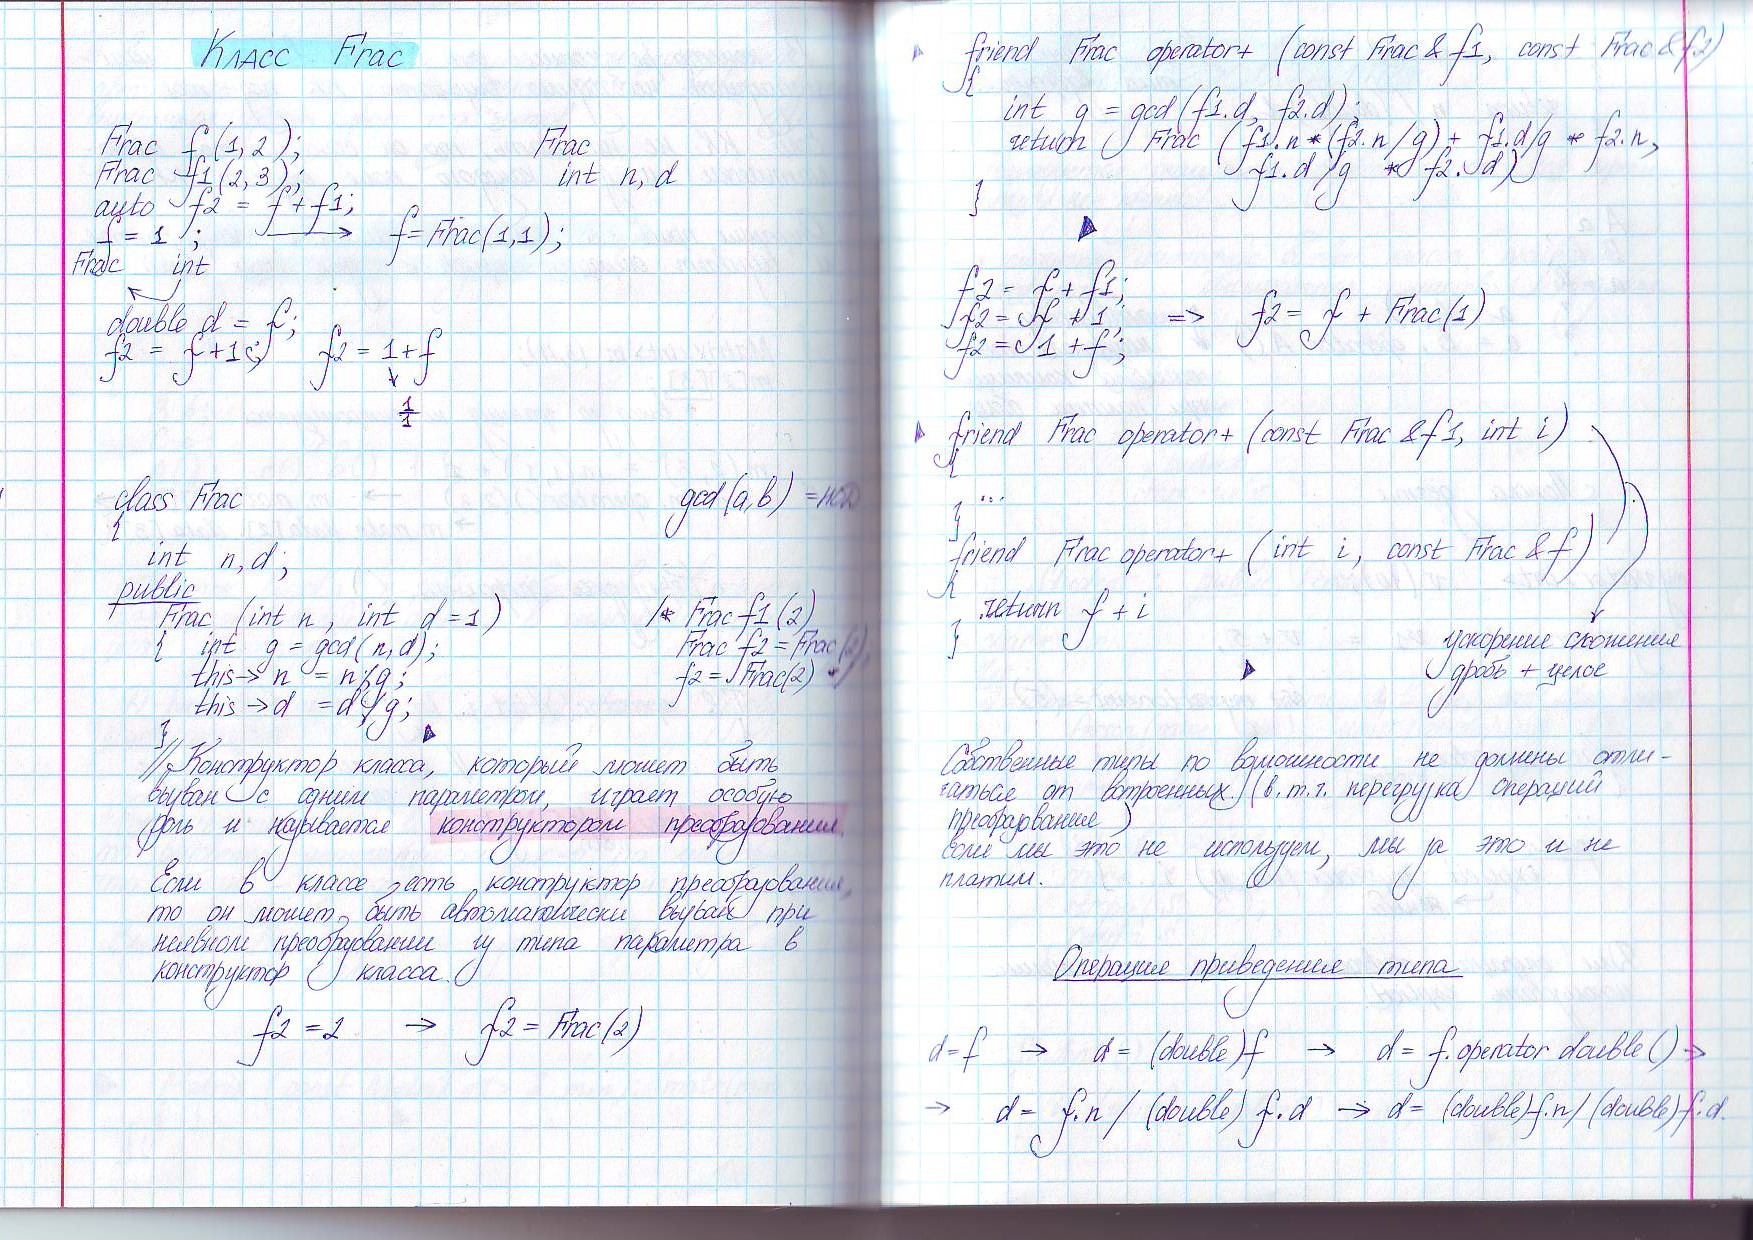 Класс Frac
Frac f(1,2);
Frac f1(2,3);
auto f2 = f+f1;
f = 1 ; → f=Frac(1,1);
Frac int
Frac
int n, d
double d = f;
f2 = f+1; f2 = 1+f
1/1
class Frac gcd(a,b) = НОД
{
int n,d;
public
Frac (int n, int d=1) /* Frac f1(2)
{ int g = gcd(n,d); Frac f2 = Frac(2);
this→n = n/g; f2 = Frac(2) */
this→d = d/g;
}
// Конструктор класса, который может быть
вызван с одним параметром, играет особую
роль и называется конструктором преобразования
Если в классе есть конструктор преобразования,
то он может быть автоматически вызван при
неявном преобразовании из типа параметра в
конструктор класса.
f2 = 2 → f2 = Frac(2)
friend Frac operator+ (const Frac & f1, const Frac & f2)
{
int g = gcd(f1.d, f2.d);
return Frac (f1.n*(f2.n/g) + f1.d/g * f2.n,
f1.d/g * f2.d)
}
f2 = f + f1;
f2 = f + 1; => f2 = f + Frac(1)
f2 = 1 + f;
friend Frac operator+ (const Frac & f1, int i)
{
...
}
friend Frac operator+ (int i, const Frac & f)
{
return f + i
}
ускорение сложения
дробь + целое
Собственные типы по возможности не должны отли-
чаться от встроенных (в.т.ч. перегрузка операций
преобразования)
если мы это не используем, мы за это и не
платим.
Операция приведения типа
d=f → d = (double)f → d = f.operator double() →
→ d = f.n / (double) f.d → d = (double)f.n / (double)f.d.